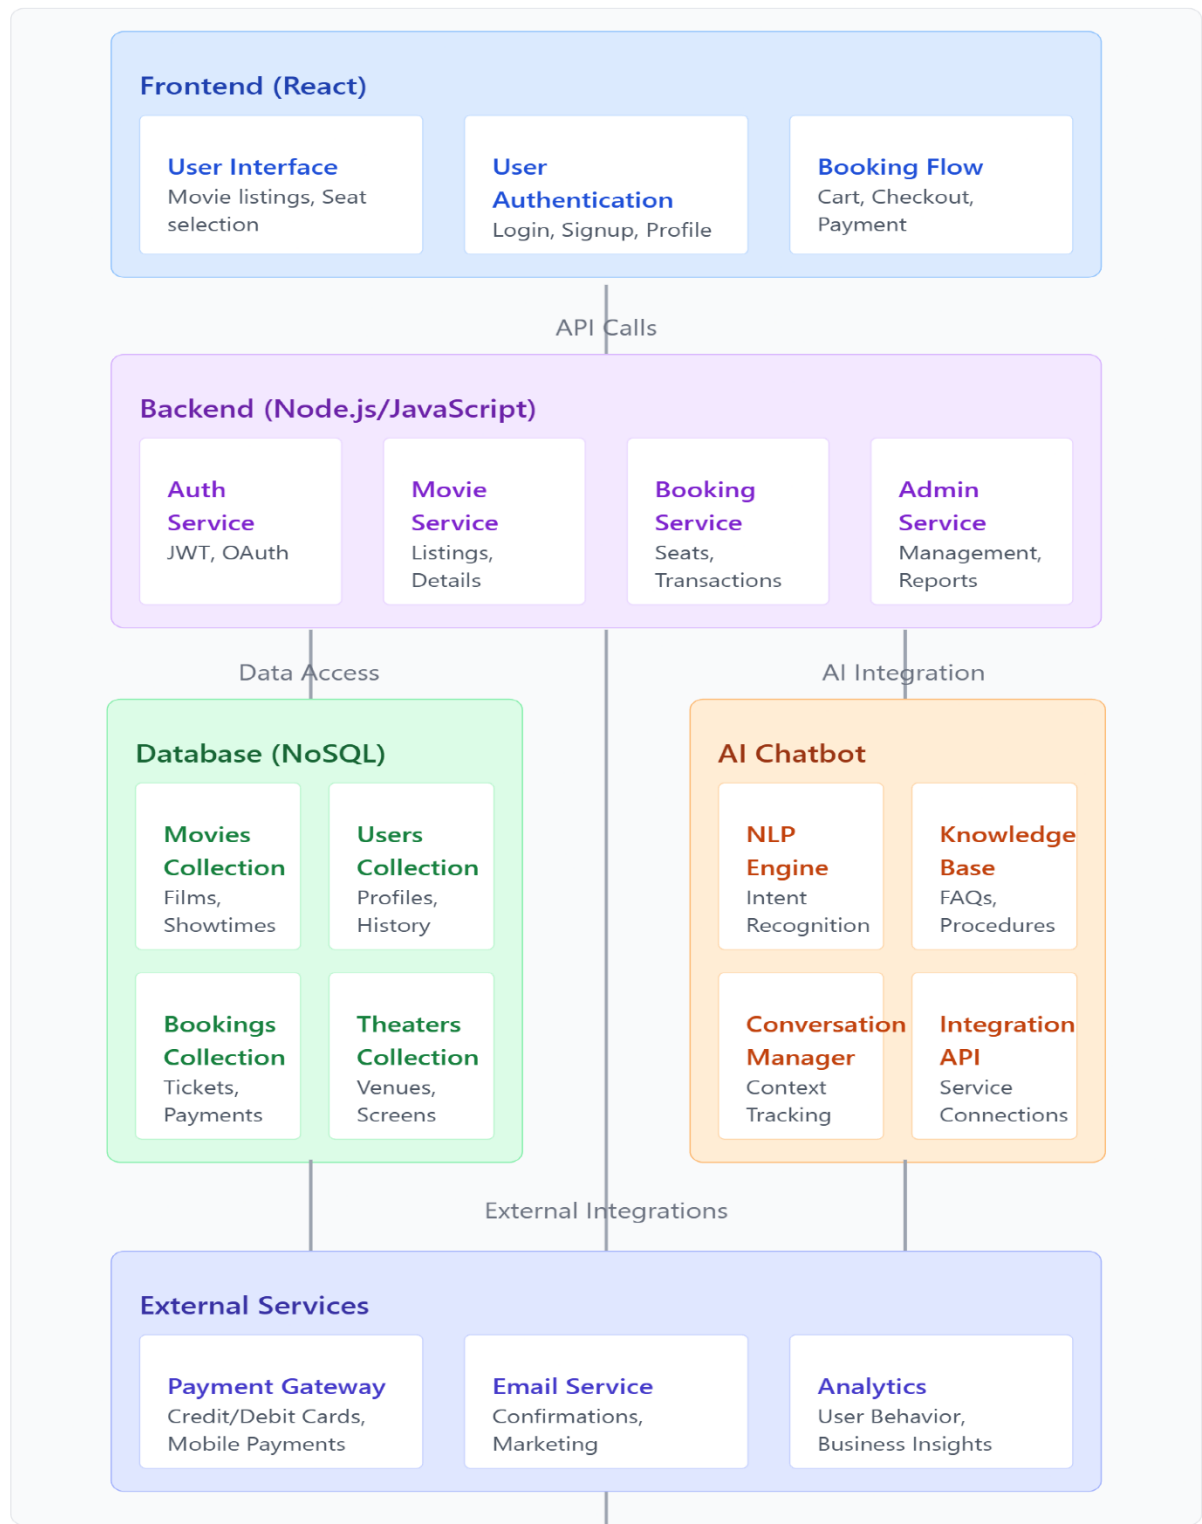 Frontend (React)
User Interface
Movie listings, Seat
selection
User
Authentication
Login, Signup, Profile
Booking Flow
Cart, Checkout,
Payment
API Calls
Backend (Node.js/JavaScript)
Auth
Service
JWT, OAuth
Movie
Service
Listings,
Details
Booking
Service
Seats,
Transactions
Admin
Service
Management,
Reports
Data Access
AI Integration
Database (NoSQL)
Movies
Collection
Films,
Showtimes
Users
Collection
Profiles,
History
Bookings
Collection
Tickets,
Payments
Theaters
Collection
Venues,
Screens
AI Chatbot
NLP
Engine
Intent
Recognition
Knowledge
Base
FAQs,
Procedures
Conversation
Manager
Context
Tracking
Integration
API
Service
Connections
External Integrations
External Services
Payment Gateway
Credit/Debit Cards,
Mobile Payments
Email Service
Confirmations,
Marketing
Analytics
User Behavior,
Business Insights